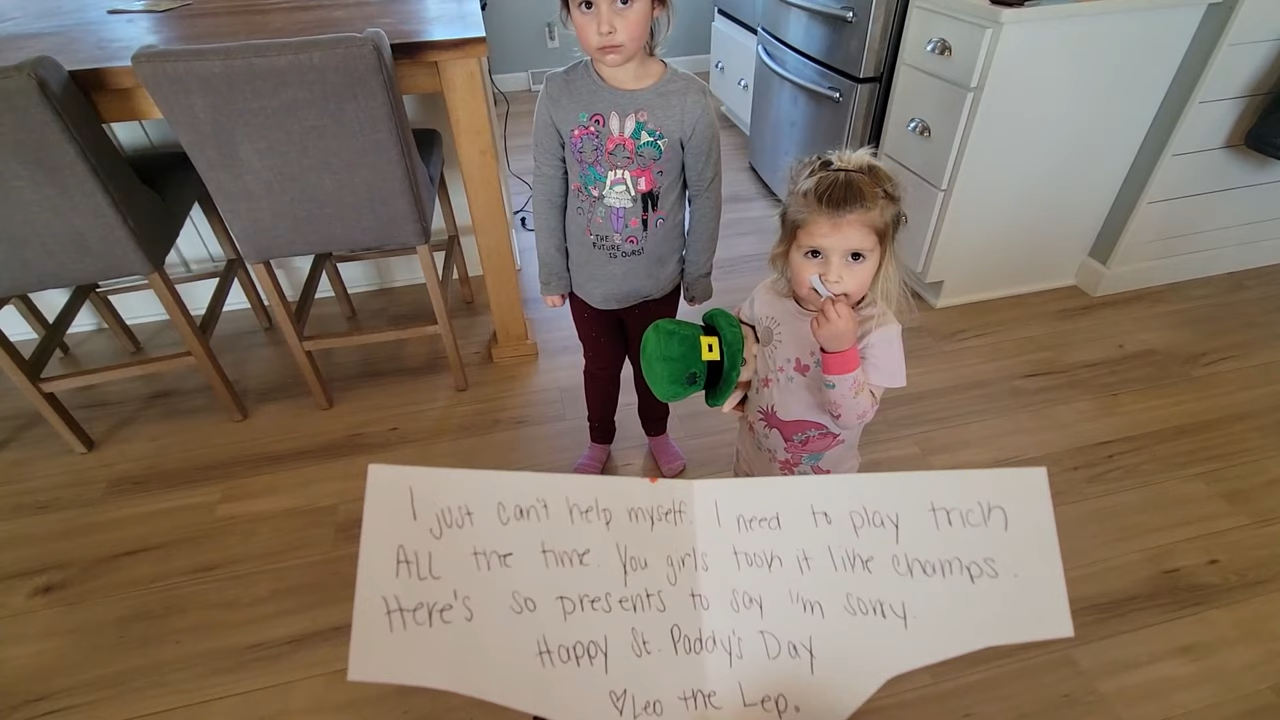 THE
FUTURE
IS OURS!
I just can't help myself. I need to play trick
ALL the time. You girls took it like champs.
Here's so presents to say I'm sorry.
Happy St. Paddy's Day
♡Leo the Lep.